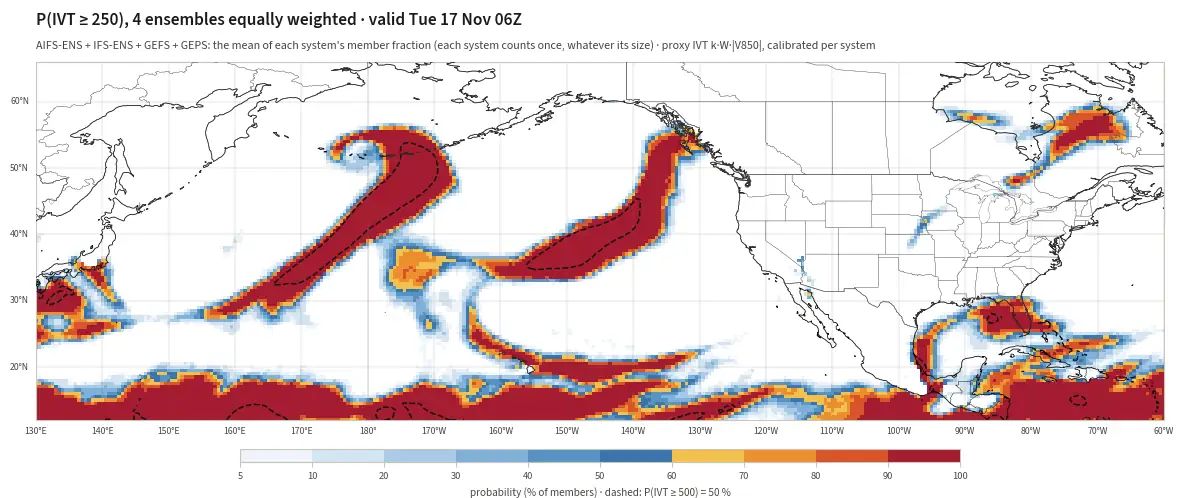 P(IVT ≥ 250), 4 ensembles equally weighted · valid Tue 17 Nov 06Z
AIFS-ENS + IFS-ENS + GEFS + GEPS: the mean of each system's member fraction (each system counts once, whatever its size) · proxy IVT k·W·|V850|, calibrated per system
60°N
50°N
40°N
30°N
20°N
130°E 140°E 150°E 160°E 170°E 180° 170°W 160°W 150°W 140°W 130°W 120°W 110°W 100°W 90°W 80°W 70°W 60°W
5 10 20 30 40 50 60 70 80 90 100
probability (% of members) · dashed: P(IVT ≥ 500) = 50 %